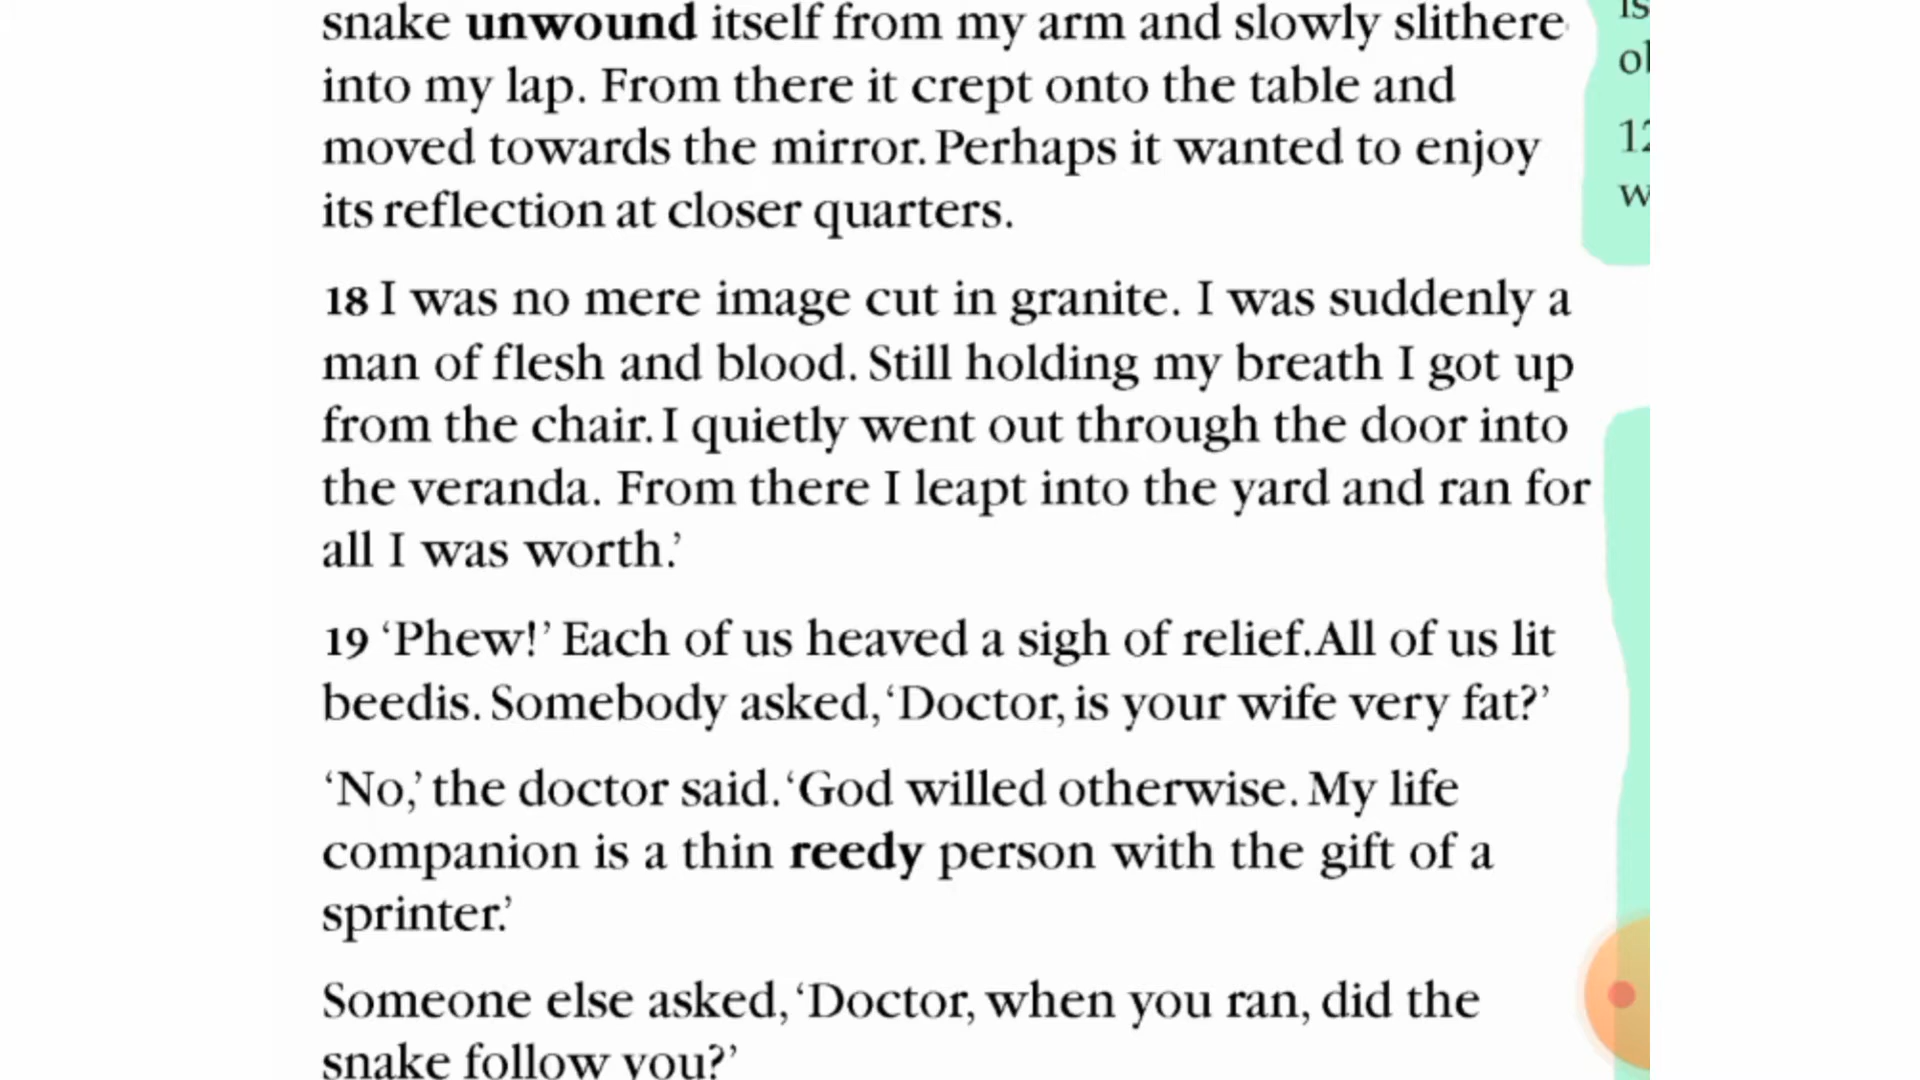 snake unwound itself from my arm and slowly slithere
into my lap. From there it crept onto the table and
moved towards the mirror. Perhaps it wanted to enjoy
its reflection at closer quarters.
18 I was no mere image cut in granite. I was suddenly a
man of flesh and blood. Still holding my breath I got up
from the chair. I quietly went out through the door into
the veranda. From there I leapt into the yard and ran for
all I was worth.’
19 ‘Phew!’ Each of us heaved a sigh of relief. All of us lit
beedis. Somebody asked, ‘Doctor, is your wife very fat?’
‘No,’ the doctor said. ‘God willed otherwise. My life
companion is a thin reedy person with the gift of a
sprinter.’
Someone else asked, ‘Doctor, when you ran, did the
snake follow you?’
is
12